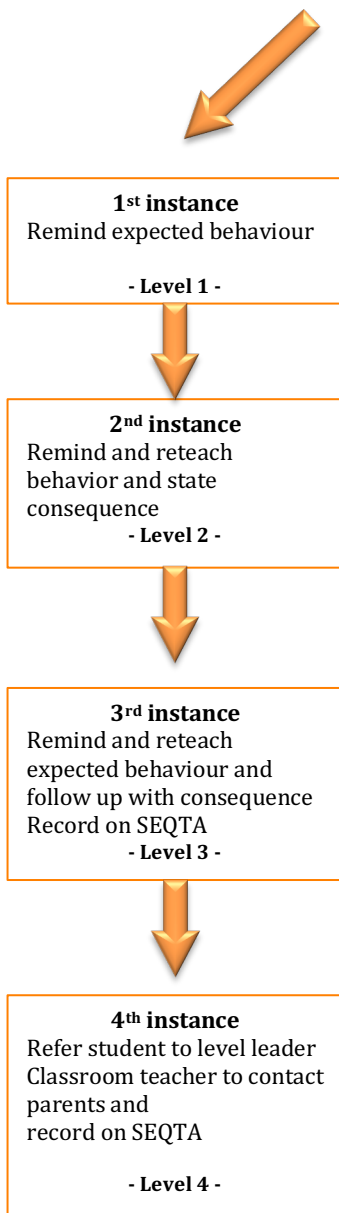 1st instance
Remind expected behaviour
- Level 1 -
2nd instance
Remind and reteach
behavior and state
consequence
- Level 2 -
3rd instance
Remind and reteach
expected behaviour and
follow up with consequence
Record on SEQTA
- Level 3 -
4th instance
Refer student to level leader
Classroom teacher to contact
parents and
record on SEQTA
- Level 4 -